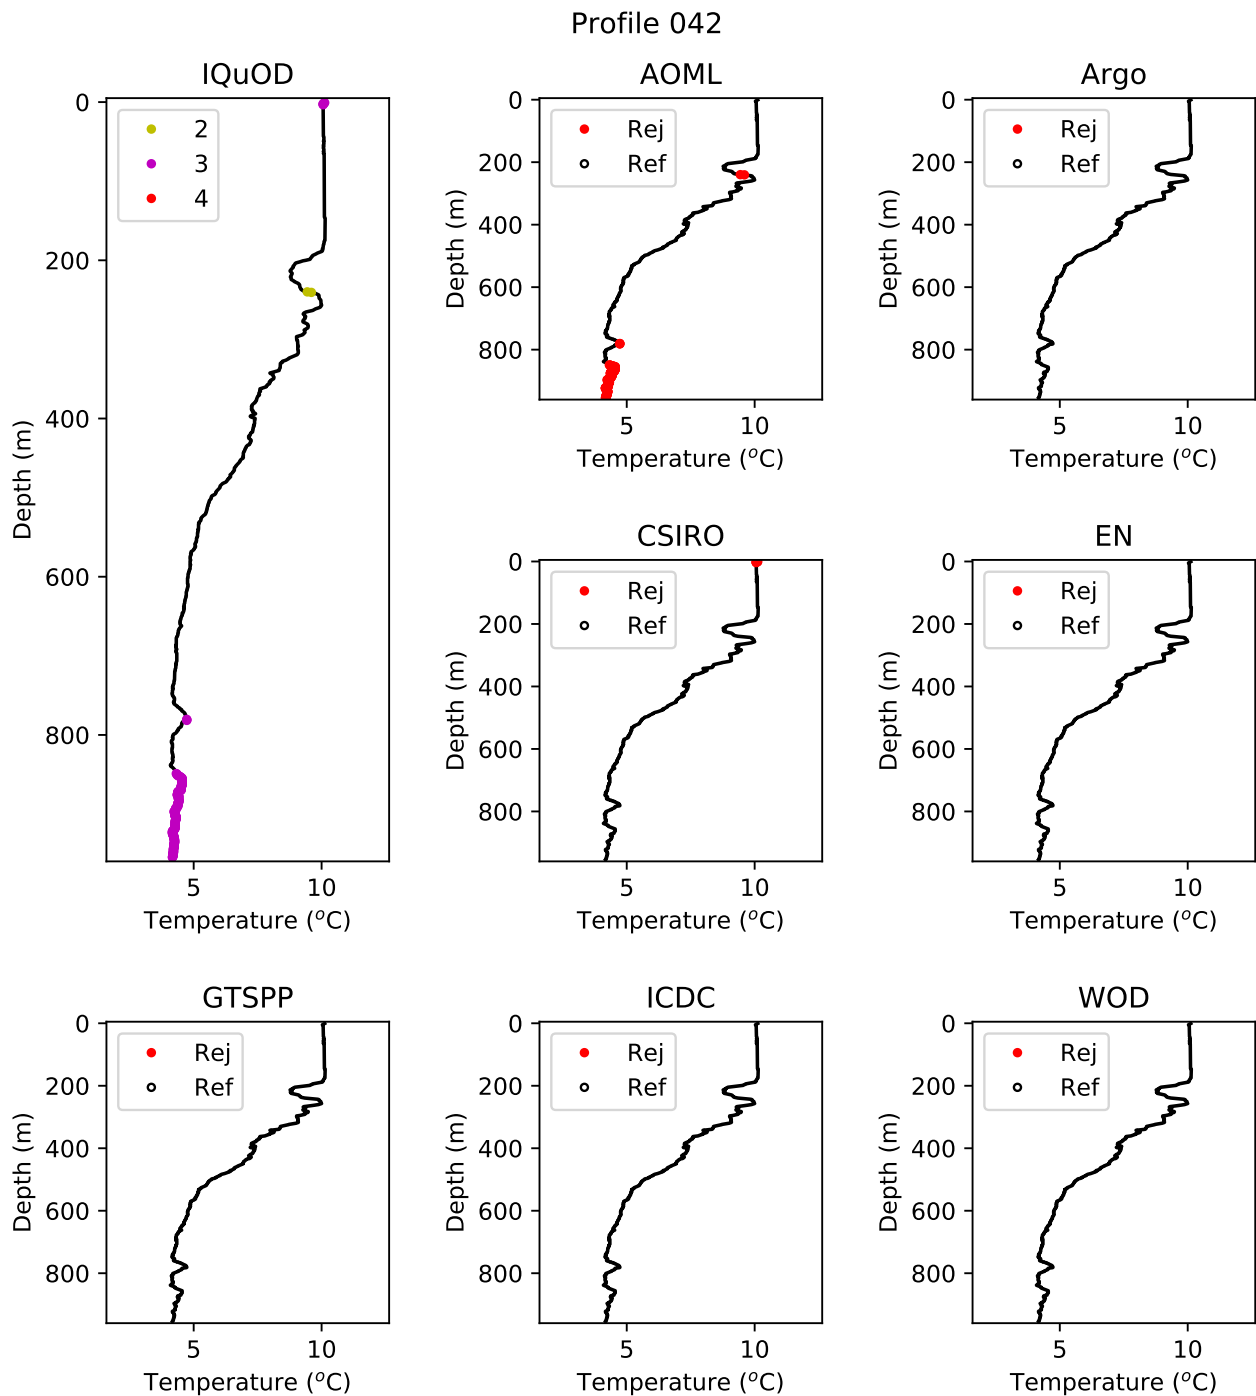 Profile 042
IQuOD
0
200
400
600
800
Depth (m)
2
3
4
5 10
Temperature (°C)
AOML
0
200
400
600
800
Depth (m)
Rej
Ref
5 10
Temperature (°C)
Argo
0
200
400
600
800
Depth (m)
Rej
Ref
5 10
Temperature (°C)
CSIRO
0
200
400
600
800
Depth (m)
Rej
Ref
5 10
Temperature (°C)
EN
0
200
400
600
800
Depth (m)
Rej
Ref
5 10
Temperature (°C)
GTSPP
0
200
400
600
800
Depth (m)
Rej
Ref
5 10
Temperature (°C)
ICDC
0
200
400
600
800
Depth (m)
Rej
Ref
5 10
Temperature (°C)
WOD
0
200
400
600
800
Depth (m)
Rej
Ref
5 10
Temperature (°C)